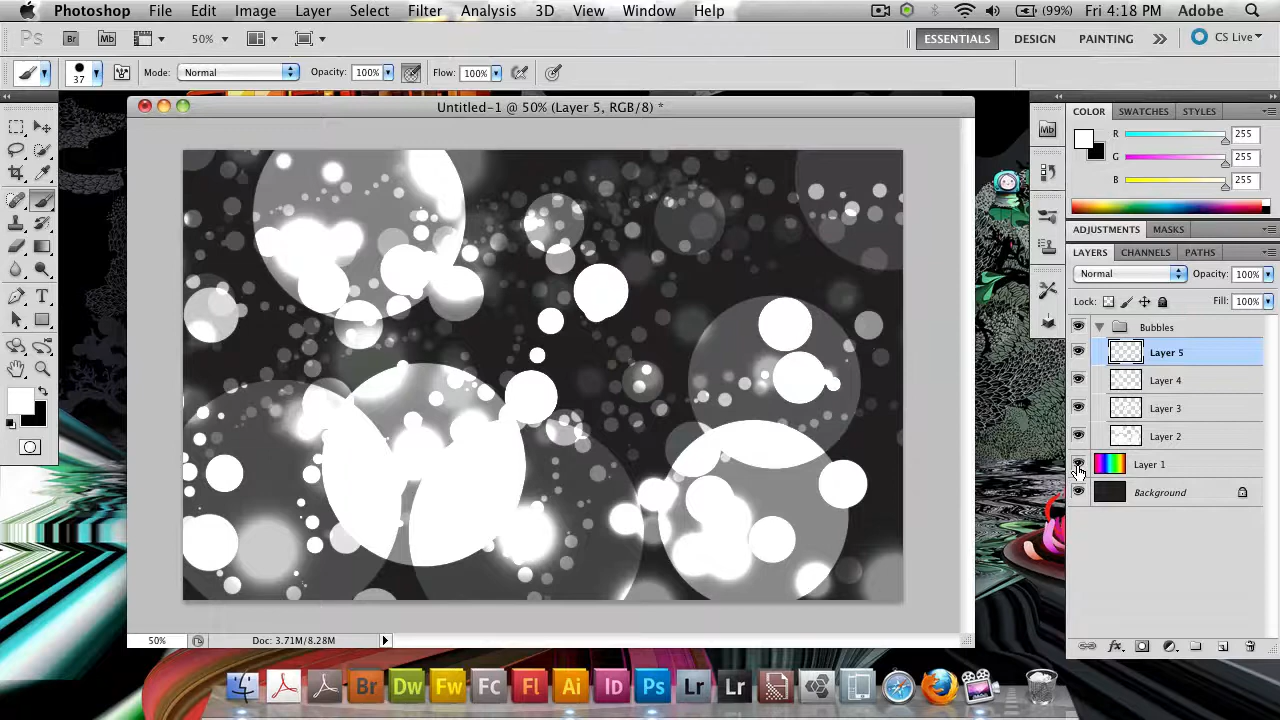 Photoshop File Edit Image Layer Select Filter Analysis 3D View Window Help (99%) Fri 4:18 PM Adobe
Ps Br Mb 50% ESSENTIALS DESIGN PAINTING CS Live
37 Mode: Normal Opacity: 100% Flow: 100%
Untitled-1 @ 50% (Layer 5, RGB/8) *
COLOR SWATCHES STYLES
Mb
R 255
G 255
B 255
ADJUSTMENTS MASKS
LAYERS CHANNELS PATHS
Normal Opacity: 100%
Lock: Fill: 100%
Bubbles
Layer 5
Layer 4
Layer 3
Layer 2
Layer 1
Background
T
fx
50% Doc: 3.71M/8.28M
Br Dw Fw Fc Fl Ai Id Ps Lr Lr